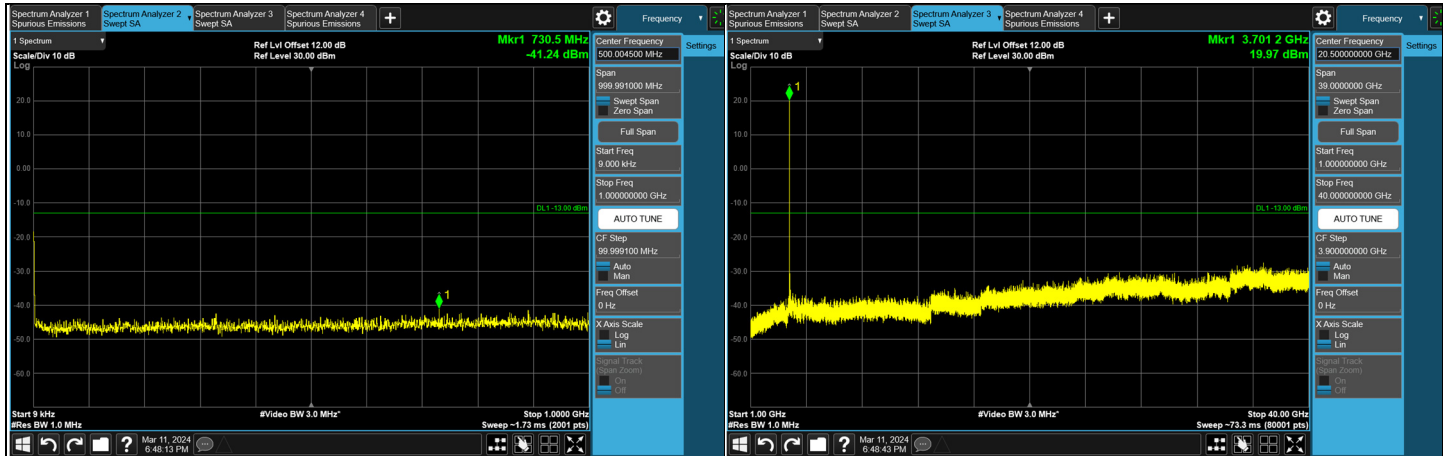 Spectrum Analyzer 1
Spurious Emissions
Spectrum Analyzer 2
Swept SA
Spectrum Analyzer 3
Swept SA
Spectrum Analyzer 4
Spurious Emissions
Frequency
1 Spectrum
Scale/Div 10 dB
Log
Ref Lvl Offset 12.00 dB
Ref Level 30.00 dBm
Mkr1 730.5 MHz
-41.24 dBm
20.0
10.0
0.00
-10.0
-20.0
-30.0
-40.0
-50.0
-60.0
DL1 -13.00 dBm
1
Start 9 kHz
#Res BW 1.0 MHz
#Video BW 3.0 MHz*
Stop 1.0000 GHz
Sweep ~1.73 ms (2001 pts)
Center Frequency
500.004500 MHz
Settings
Span
999.991000 MHz
Swept Span
Zero Span
Full Span
Start Freq
9.000 kHz
Stop Freq
1.000000000 GHz
AUTO TUNE
CF Step
99.999100 MHz
Auto
Man
Freq Offset
0 Hz
X Axis Scale
Log
Lin
Signal Track
(Span Zoom)
On
Off
?
Mar 11, 2024
6:48:13 PM
Spectrum Analyzer 1
Spurious Emissions
Spectrum Analyzer 2
Swept SA
Spectrum Analyzer 3
Swept SA
Spectrum Analyzer 4
Spurious Emissions
Frequency
1 Spectrum
Scale/Div 10 dB
Log
Ref Lvl Offset 12.00 dB
Ref Level 30.00 dBm
Mkr1 3.701 2 GHz
19.97 dBm
20.0
10.0
0.00
-10.0
-20.0
-30.0
-40.0
-50.0
-60.0
DL1 -13.00 dBm
1
Start 1.00 GHz
#Res BW 1.0 MHz
#Video BW 3.0 MHz*
Stop 40.00 GHz
Sweep ~73.3 ms (80001 pts)
Center Frequency
20.500000000 GHz
Settings
Span
39.0000000 GHz
Swept Span
Zero Span
Full Span
Start Freq
1.000000000 GHz
Stop Freq
40.000000000 GHz
AUTO TUNE
CF Step
3.900000000 GHz
Auto
Man
Freq Offset
0 Hz
X Axis Scale
Log
Lin
Signal Track
(Span Zoom)
On
Off
?
Mar 11, 2024
6:48:43 PM